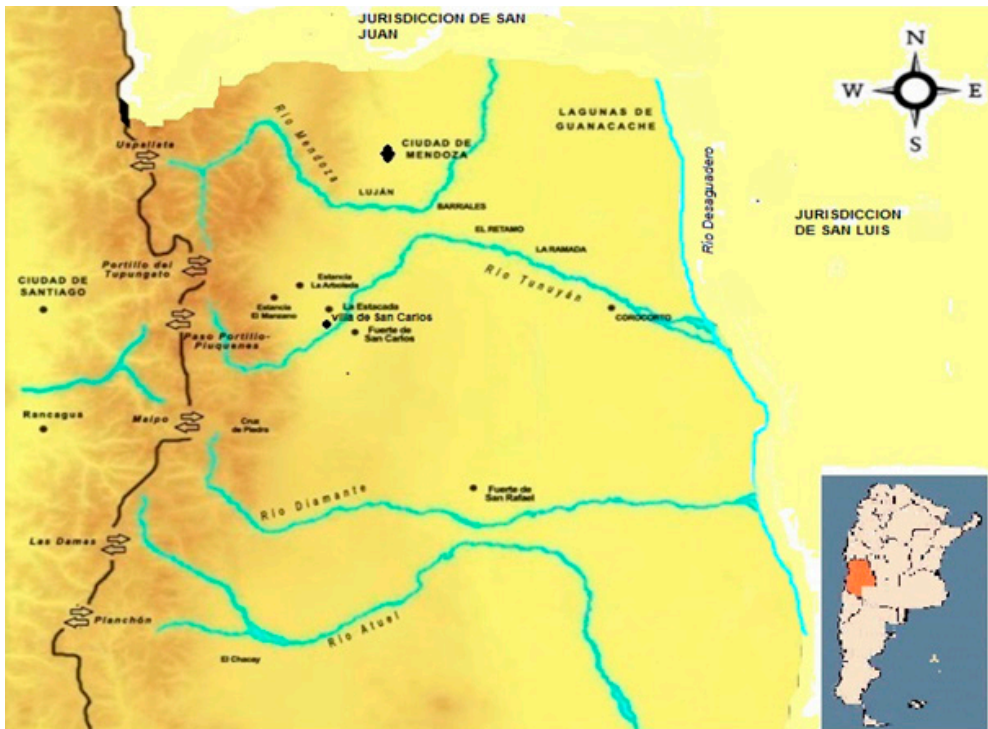 JURISDICCION DE SAN
JUAN
N
W
E
S
LAGUNAS DE
GUANACACHE
Río Mendoza
CIUDAD DE
MENDOZA
Uspallata
LUJÁN
BARRIALES
Río Desaguadero
JURISDICCION
DE SAN LUIS
EL RETAMO
LA RAMADA
Portillo del
Tupungato
Río Tunuyán
CIUDAD DE
SANTIAGO
Estancia
La Arboleda
Estancia
El Manzano
La Estacada
Villa de San Carlos
Fuerte de
San Carlos
COROCORTO
Paso Portillo-
Piuquenes
Rancagua
Maipo
Cruz
de Piedra
Río Diamante
Fuerte de
San Rafael
Las Damas
Planchón
Río Atuel
El Chacay